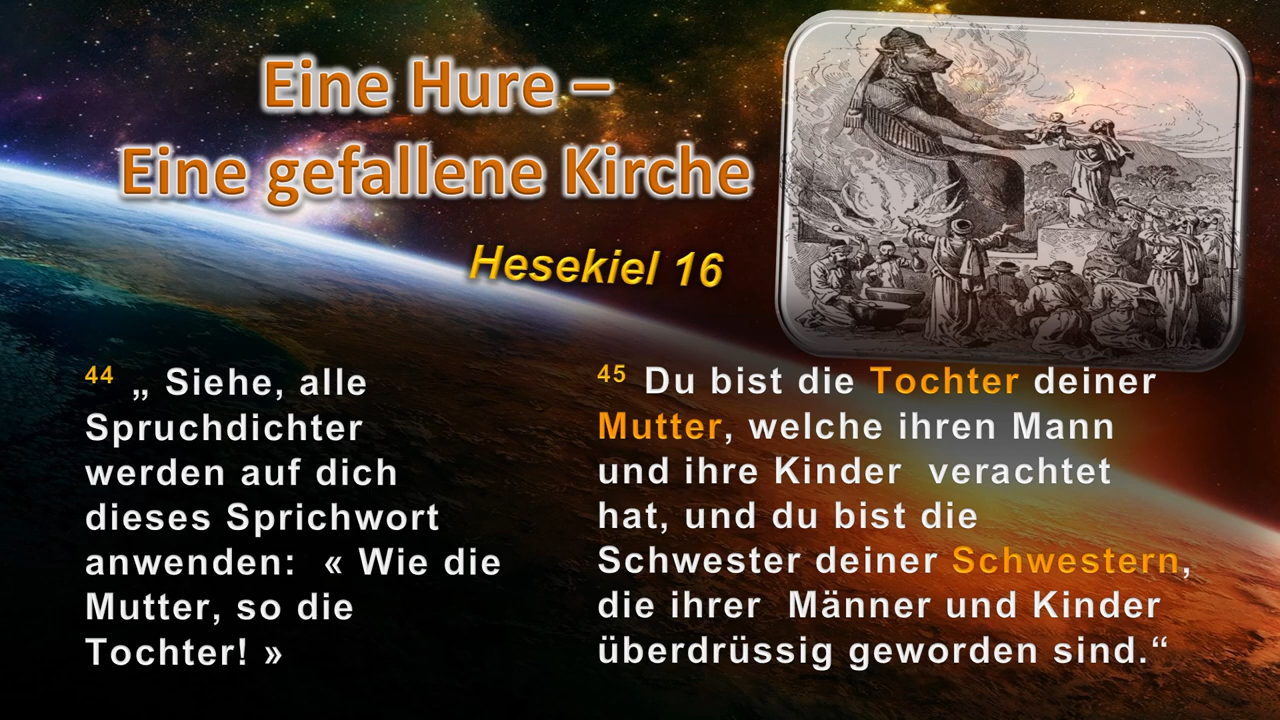 Eine Hure –
Eine gefallene Kirche
Hesekiel 16
44 „ Siehe, alle
Spruchdichter
werden auf dich
dieses Sprichwort
anwenden: « Wie die
Mutter, so die
Tochter! »
45 Du bist die Tochter deiner
Mutter, welche ihren Mann
und ihre Kinder verachtet
hat, und du bist die
Schwester deiner Schwestern,
die ihrer Männer und Kinder
überdrüssig geworden sind.“